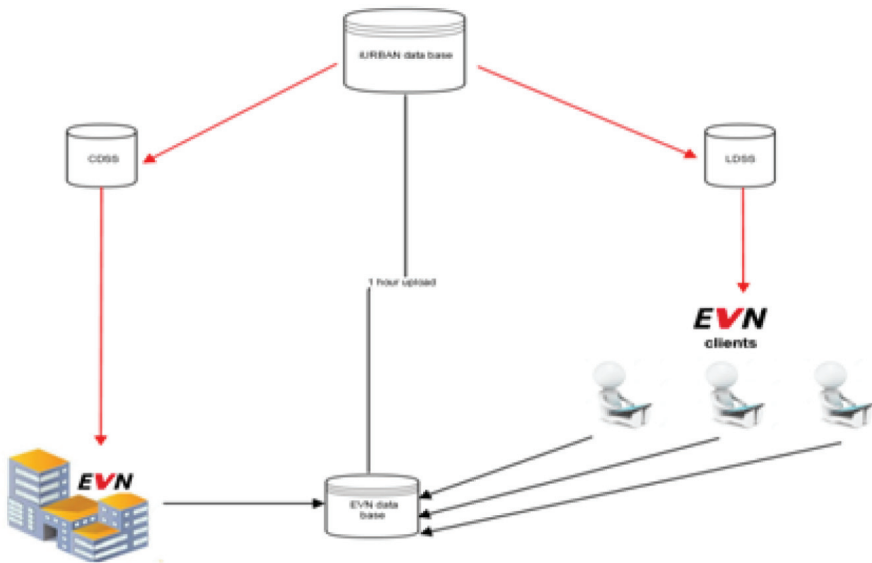 iURBAN data base
CDSS
LDSS
1 hour upload
EVN
clients
EVN
EVN data
base